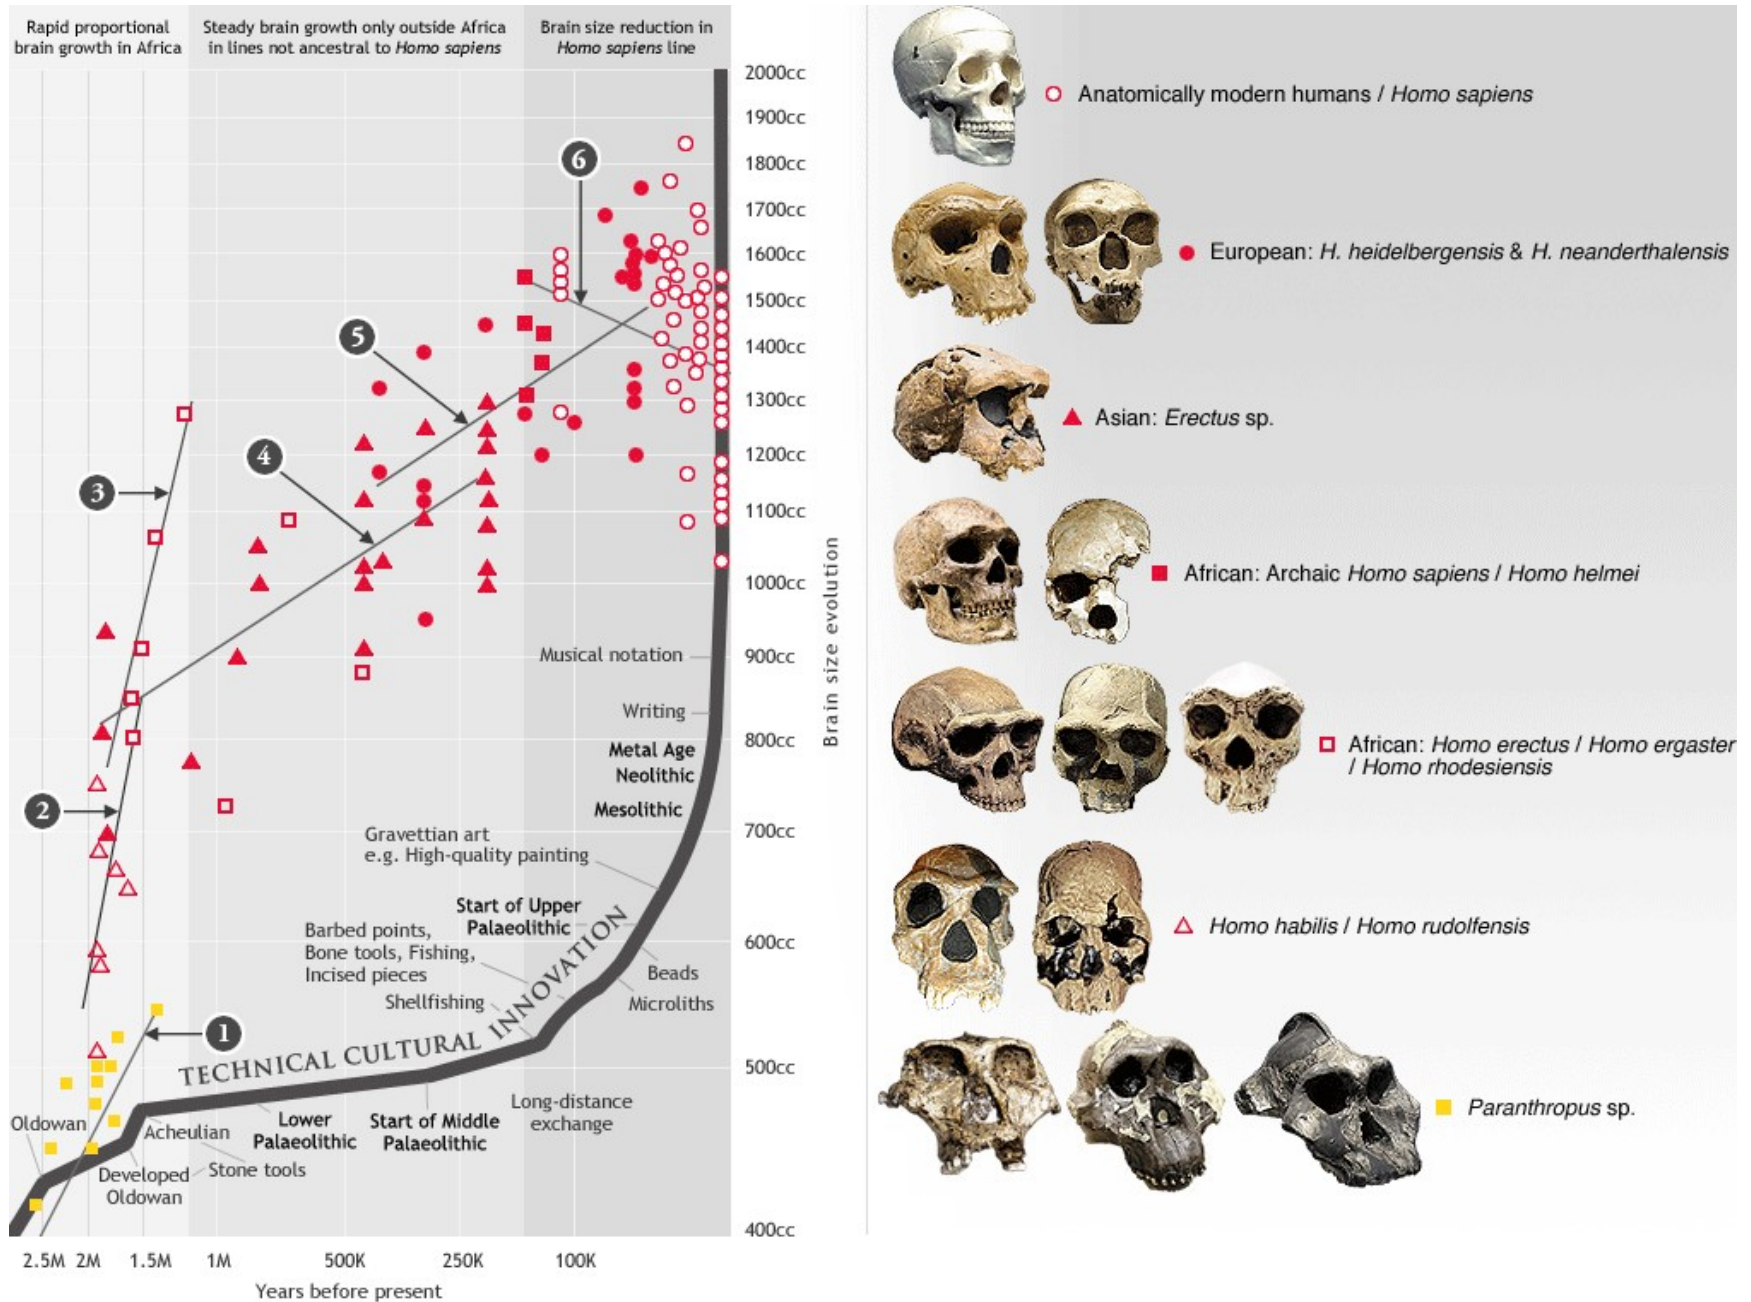 Rapid proportional
brain growth in Africa
Steady brain growth only outside Africa
in lines not ancestral to Homo sapiens
Brain size reduction in
Homo sapiens line
2000cc
1900cc
1800cc
1700cc
1600cc
1500cc
1400cc
1300cc
1200cc
1100cc
1000cc
900cc
800cc
700cc
600cc
500cc
400cc
Brain size evolution
6
5
4
3
2
1
Musical notation
Writing
Metal Age
Neolithic
Mesolithic
Gravettian art
e.g. High-quality painting
Start of Upper
Palaeolithic
Barbed points,
Bone tools, Fishing,
Incised pieces
Beads
Microliths
Shellfishing
TECHNICAL CULTURAL INNOVATION
Long-distance
exchange
Oldowan
Acheulian
Lower
Palaeolithic
Start of Middle
Palaeolithic
Developed
Oldowan
Stone tools
2.5M 2M 1.5M 1M 500K 250K 100K
Years before present
Anatomically modern humans / Homo sapiens
European: H. heidelbergensis & H. neanderthalensis
Asian: Erectus sp.
African: Archaic Homo sapiens / Homo helmei
African: Homo erectus / Homo ergaster
/ Homo rhodesiensis
Homo habilis / Homo rudolfensis
Paranthropus sp.